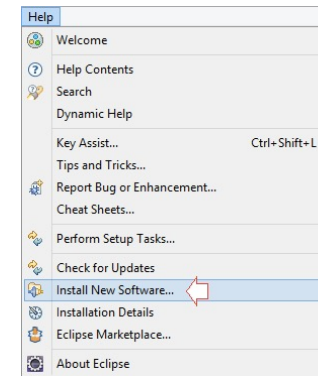 Help
Welcome
Help Contents
Search
Dynamic Help
Key Assist... Ctrl+Shift+L
Tips and Tricks...
Report Bug or Enhancement...
Cheat Sheets...
Perform Setup Tasks...
Check for Updates
Install New Software...
Installation Details
Eclipse Marketplace...
About Eclipse